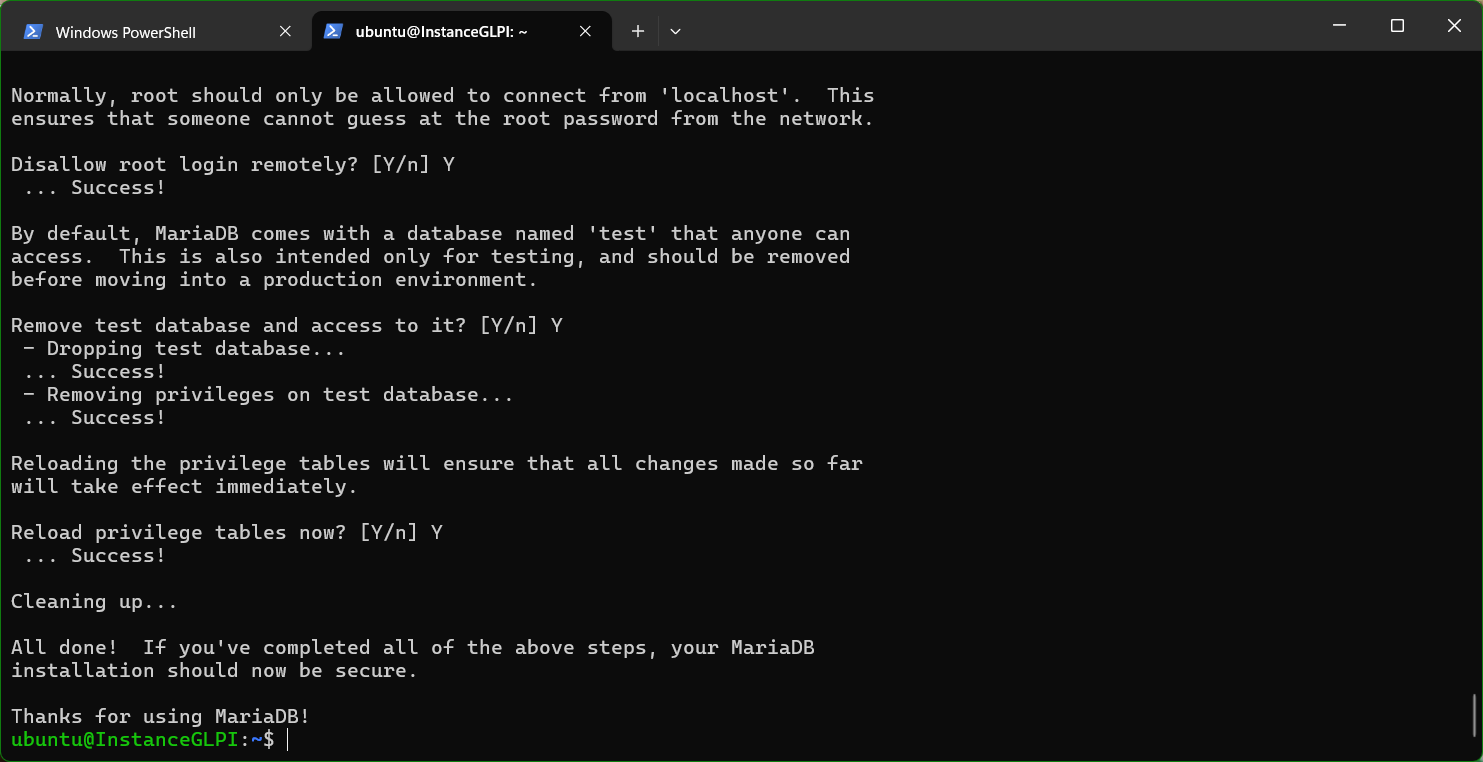 Windows PowerShell
ubuntu@InstanceGLPI: ~
Normally, root should only be allowed to connect from 'localhost'.  This
ensures that someone cannot guess at the root password from the network.
Disallow root login remotely? [Y/n] Y
 ... Success!
By default, MariaDB comes with a database named 'test' that anyone can
access.  This is also intended only for testing, and should be removed
before moving into a production environment.
Remove test database and access to it? [Y/n] Y
 - Dropping test database...
 ... Success!
 - Removing privileges on test database...
 ... Success!
Reloading the privilege tables will ensure that all changes made so far
will take effect immediately.
Reload privilege tables now? [Y/n] Y
 ... Success!
Cleaning up...
All done!  If you've completed all of the above steps, your MariaDB
installation should now be secure.
Thanks for using MariaDB!
ubuntu@InstanceGLPI:~$